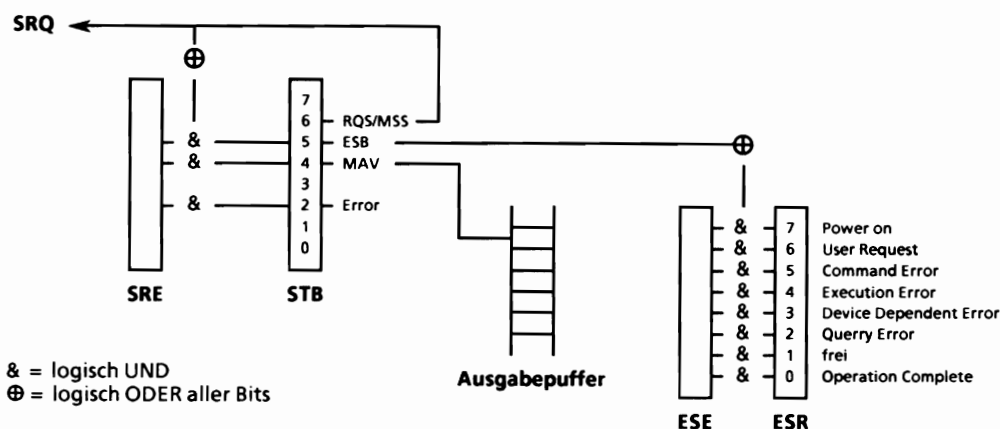 SRQ
⊕
7
6 RQS/MSS
& 5 ESB
⊕
& 4 MAV
3
& 2 Error
1
0
SRE STB
& 7 Power on
& 6 User Request
& 5 Command Error
& 4 Execution Error
& 3 Device Dependent Error
& 2 Querry Error
& 1 frei
& 0 Operation Complete
Ausgabepuffer
ESE ESR
& = logisch UND
⊕ = logisch ODER aller Bits